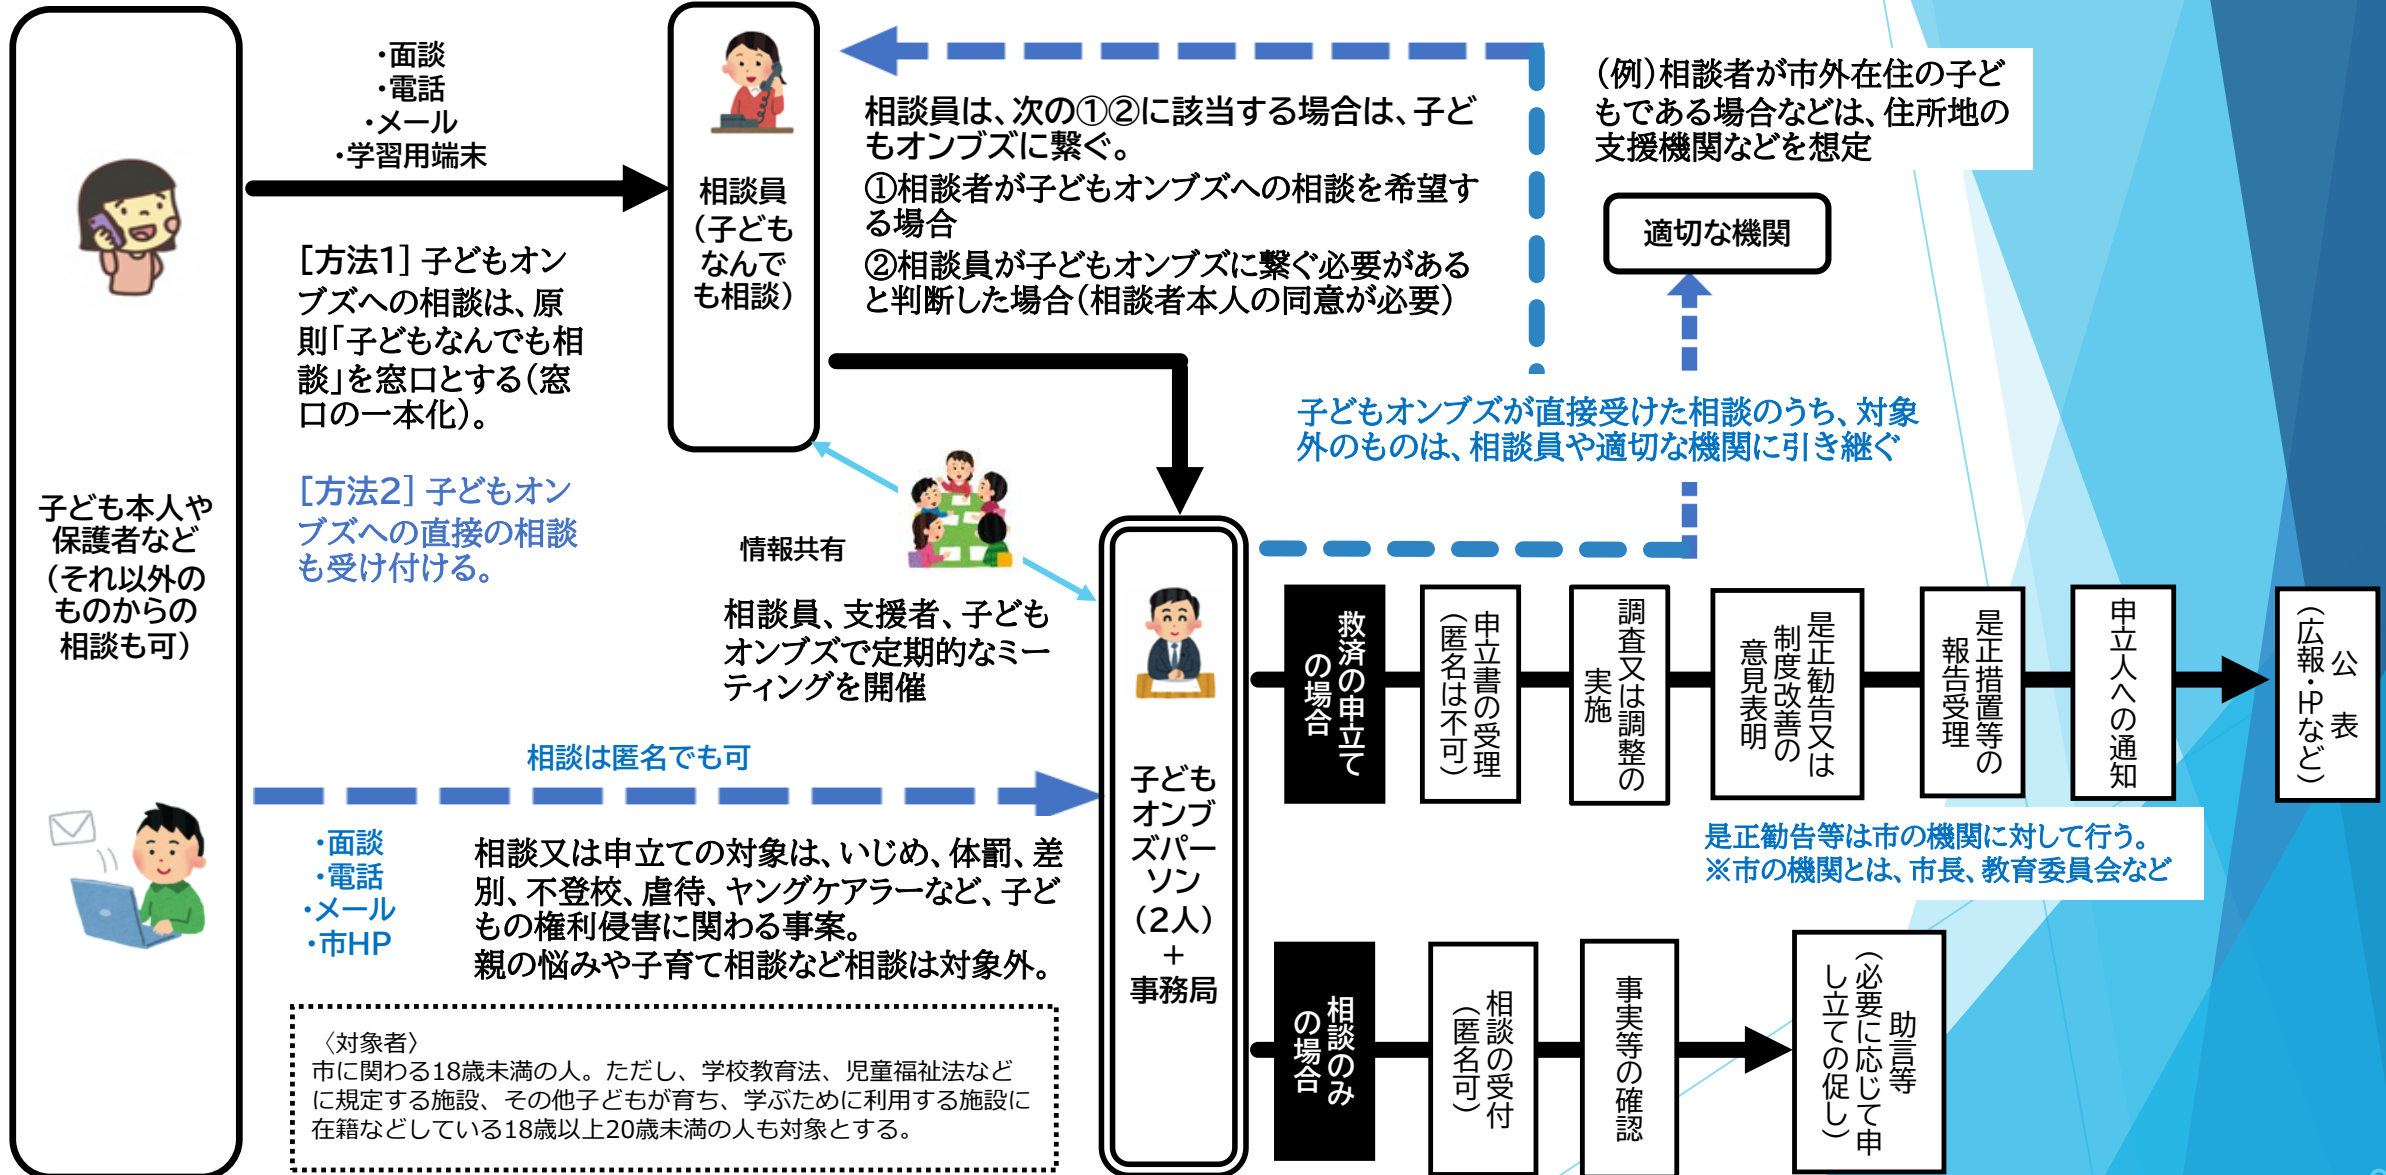 子ども本人や
保護者など
（それ以外の
ものからの
相談も可）
・面談
・電話
・メール
・学習用端末
［方法1］子どもオン
ブズへの相談は、原
則「子どもなんでも相
談」を窓口とする（窓
口の一本化）。
［方法2］子どもオン
ブズへの直接の相談
も受け付ける。
相談員
（子ども
なんで
も相談）
相談員は、次の①②に該当する場合は、子ど
もオンブズに繋ぐ。
①相談者が子どもオンブズへの相談を希望す
る場合
②相談員が子どもオンブズに繋ぐ必要がある
と判断した場合（相談者本人の同意が必要）
（例）相談者が市外在住の子ど
もである場合などは、住所地の
支援機関などを想定
適切な機関
子どもオンブズが直接受けた相談のうち、対象
外のものは、相談員や適切な機関に引き継ぐ
情報共有
相談員、支援者、子ども
オンブズで定期的なミー
ティングを開催
相談は匿名でも可
・面談
・電話
・メール
・市HP
相談又は申立ての対象は、いじめ、体罰、差
別、不登校、虐待、ヤングケアラーなど、子ど
もの権利侵害に関わる事案。
親の悩みや子育て相談など相談は対象外。
〈対象者〉
市に関わる18歳未満の人。ただし、学校教育法、児童福祉法など
に規定する施設、その他子どもが育ち、学ぶために利用する施設に
在籍などしている18歳以上20歳未満の人も対象とする。
子ども
オンブ
ズパー
ソン
（2人）
＋
事務局
救済の申立て
の場合
申立書の受理
（匿名は不可）
調査又は調整の
実施
是正勧告又は
制度改善の
意見表明
是正措置等の
報告受理
申立人への通知
公　表
（広報・HPなど）
是正勧告等は市の機関に対して行う。
※市の機関とは、市長、教育委員会など
相談のみ
の場合
相談の受付
（匿名可）
事実等の確認
助言等
（必要に応じて申
し立ての促し）